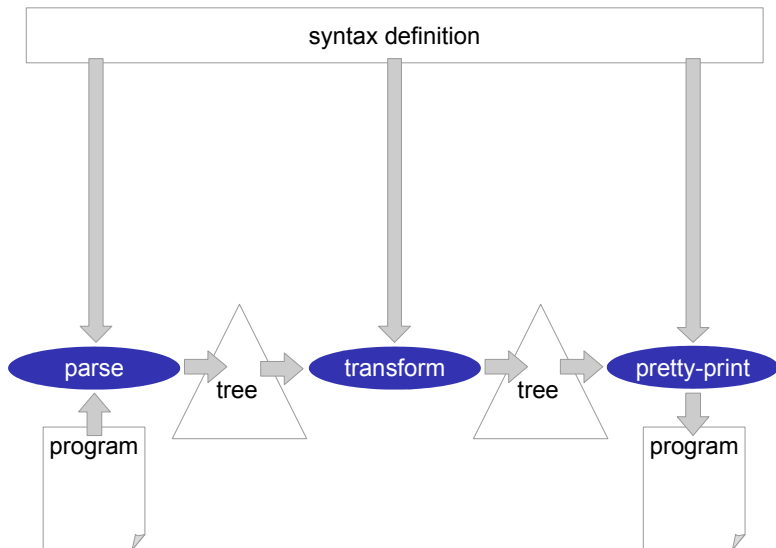 syntax definition
parse
tree
transform
tree
pretty-print
program
program